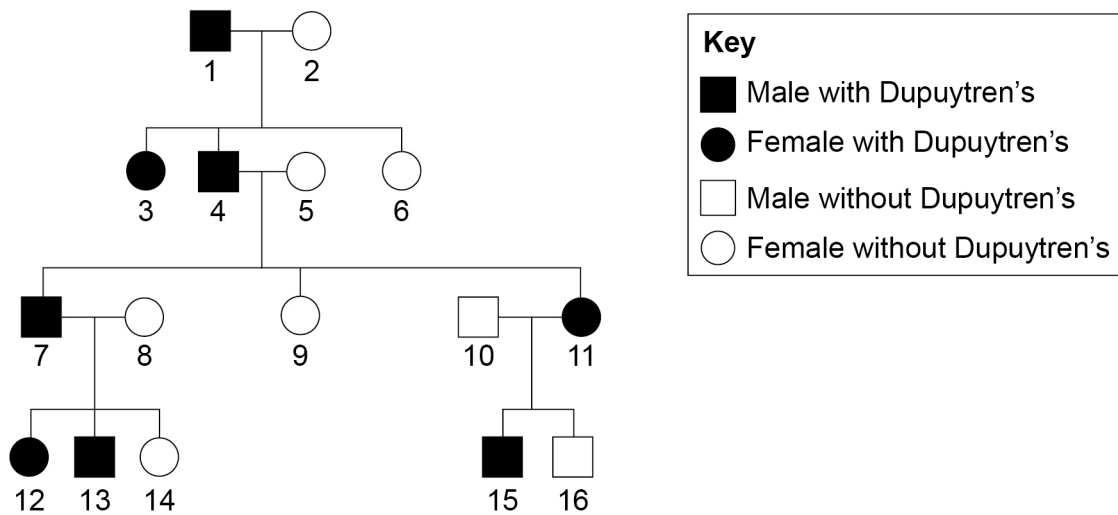 Key
Male with Dupuytren's
Female with Dupuytren's
Male without Dupuytren's
Female without Dupuytren's
1 2
3 4 5 6
7 8 9 10 11
12 13 14 15 16